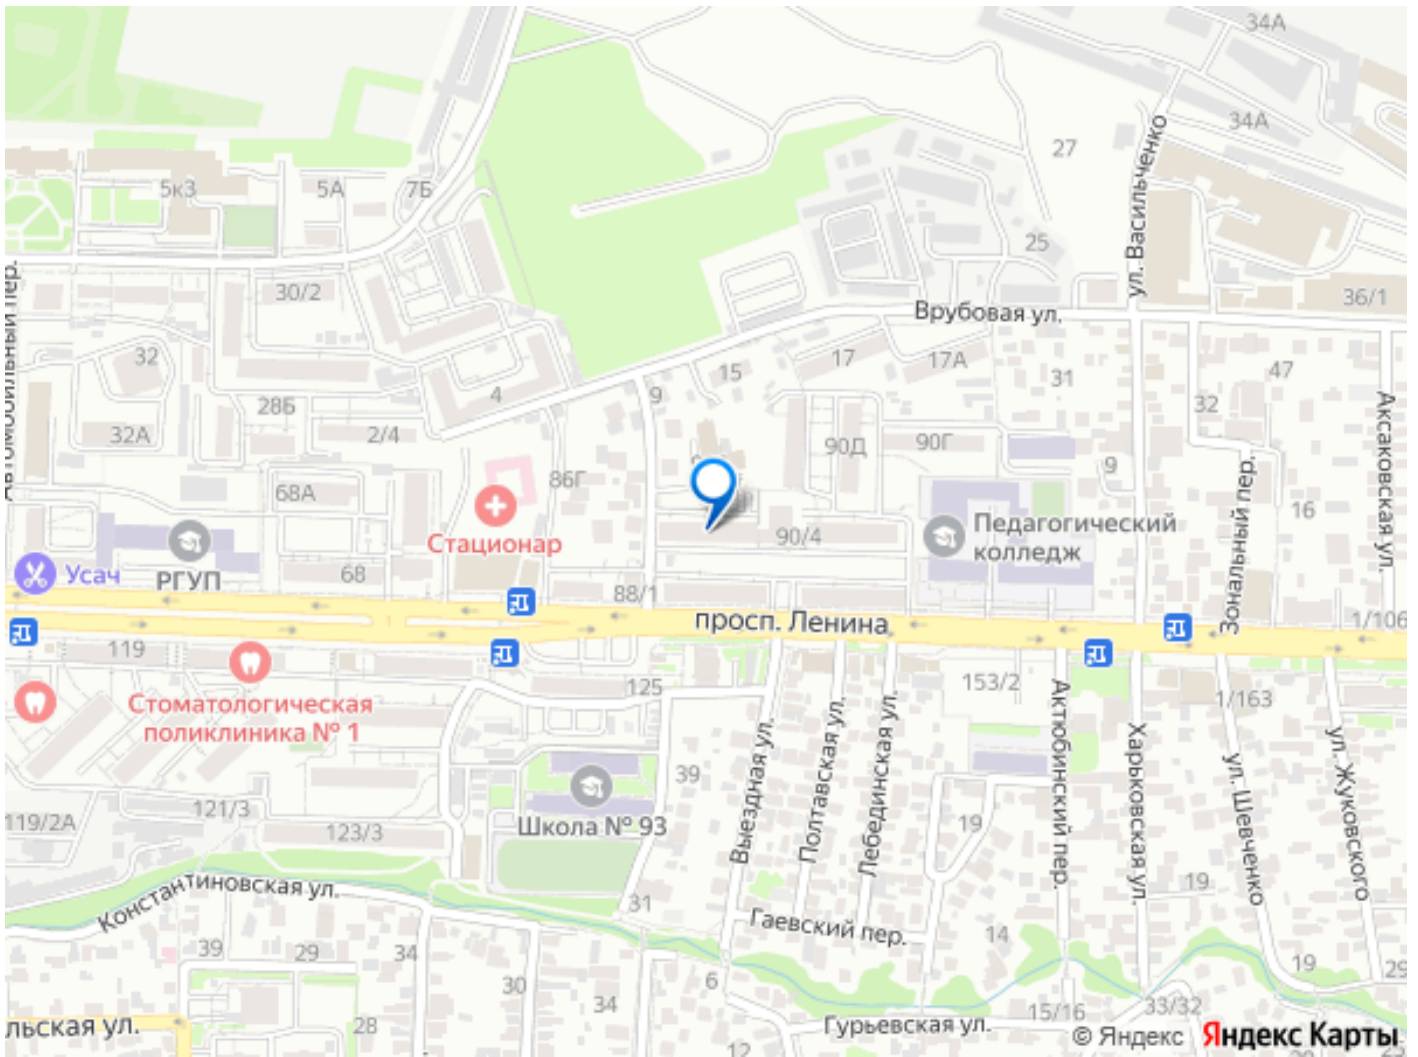 34А
34А
27
ул. Васильченко
5к3
5А
7Б
25
Автомобильный пер.
30/2
36/1
Врубовая ул.
32
17
17А
15
31
47
9
4
28Б
32
Аксаковская ул.
32А
2/4
90Д
90Г
9
86Г
68А
Зональный пер.
16
Стационар
90/4
Педагогический
колледж
Усач
РГУП
68
88/1
просп. Ленина
1/106
119
125
153/2
1/163
Стоматологическая
поликлиника № 1
Выездная ул.
Полтавская ул.
Лебединская ул.
Актюбинский пер.
Харьковская ул.
ул. Шевченко
ул. Жуковского
39
121/3
119/2А
123/3
Школа № 93
19
19
Константиновская ул.
31
Гаевский пер.
39
29
34
14
6
19
29
30
34
15/16
33/32
льская ул.
28
Гурьевская ул.
12
© Яндекс
Яндекс Карты